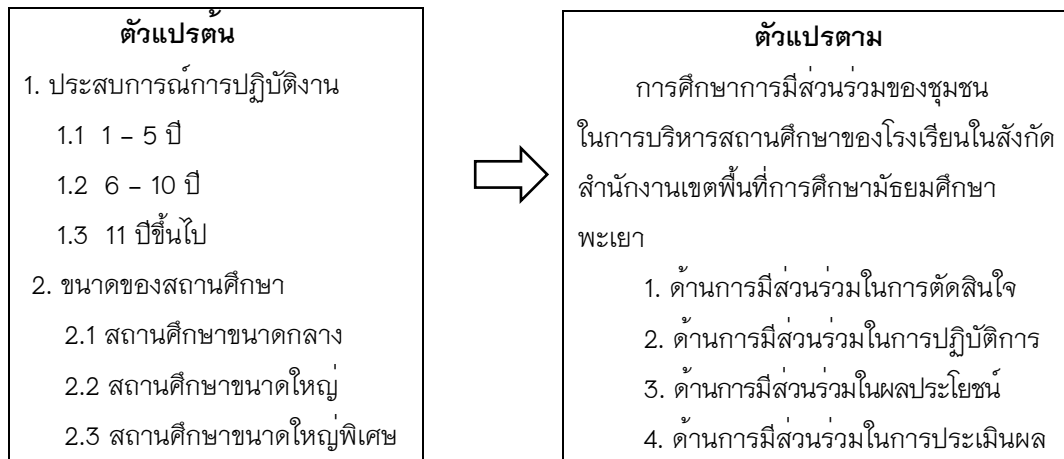 ตัวแปรต้น
1. ประสบการณ์การปฏิบัติงาน
1.1 1 – 5 ปี
1.2 6 – 10 ปี
1.3 11 ปีขึ้นไป
2. ขนาดของสถานศึกษา
2.1 สถานศึกษาขนาดกลาง
2.2 สถานศึกษาขนาดใหญ่
2.3 สถานศึกษาขนาดใหญ่พิเศษ
ตัวแปรตาม
การศึกษาการมีส่วนร่วมของชุมชน
ในการบริหารสถานศึกษาของโรงเรียนในสังกัด
สำนักงานเขตพื้นที่การศึกษามัธยมศึกษา
พะเยา
1. ด้านการมีส่วนร่วมในการตัดสินใจ
2. ด้านการมีส่วนร่วมในการปฏิบัติการ
3. ด้านการมีส่วนร่วมในผลประโยชน์
4. ด้านการมีส่วนร่วมในการประเมินผล